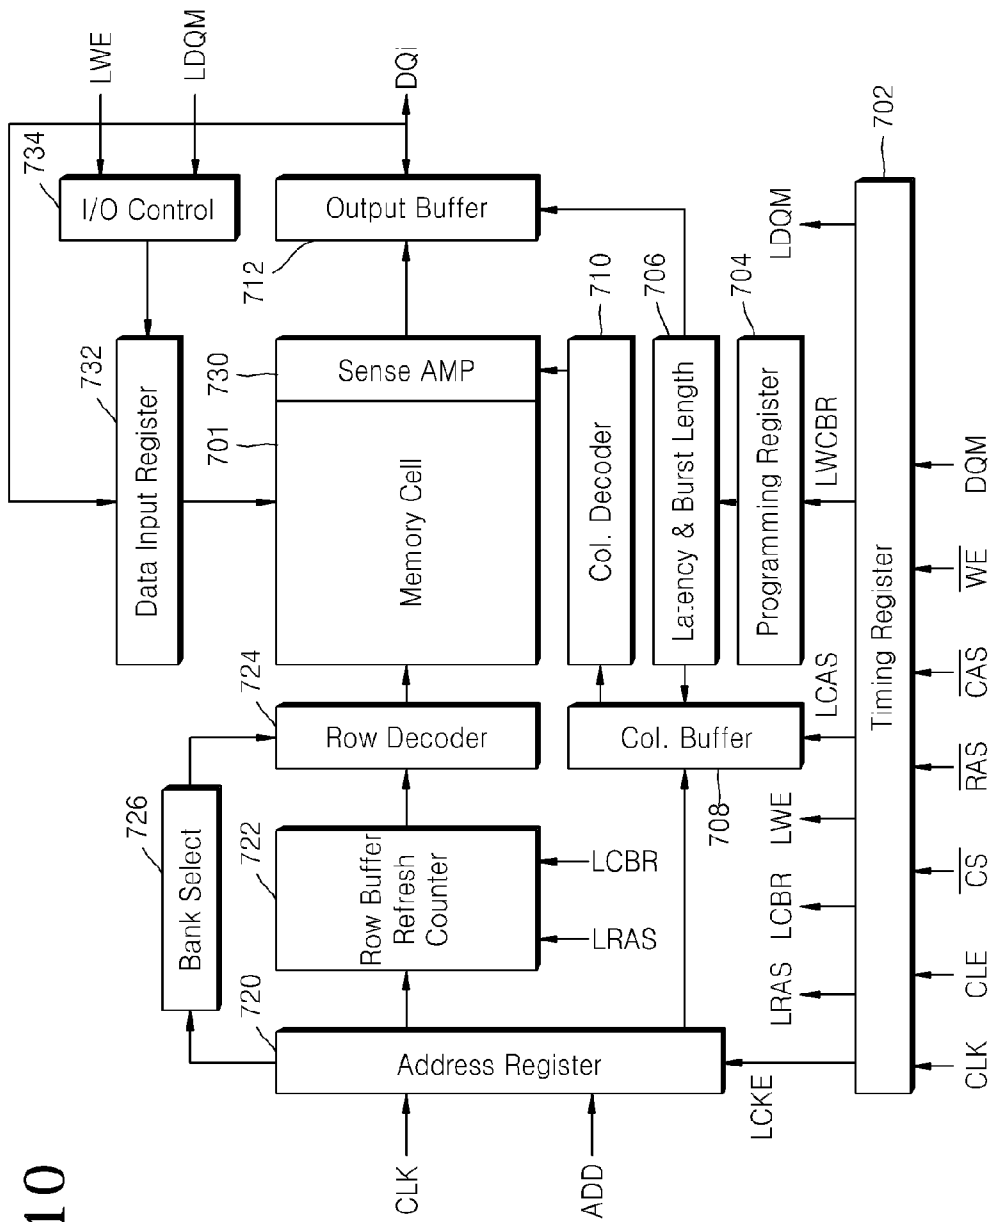 10
LWE
LDQM
DQi
734
I/O Control
Output Buffer
712
732
Data Input Register
730
Sense AMP
701
Memory Cell
710
Col. Decoder
706
Latency & Burst Length
704
Programming Register
702
LDQM
LWCBR
Timing Register
724
Row Decoder
Col. Buffer
708
LCAS
726
Bank Select
722
Row Buffer
Refresh
Counter
LCBR
LRAS
720
Address Register
CLK
ADD
LCKE
LRAS
LCBR
LWE
CLK
CLE
CS
RAS
CAS
WE
DQM